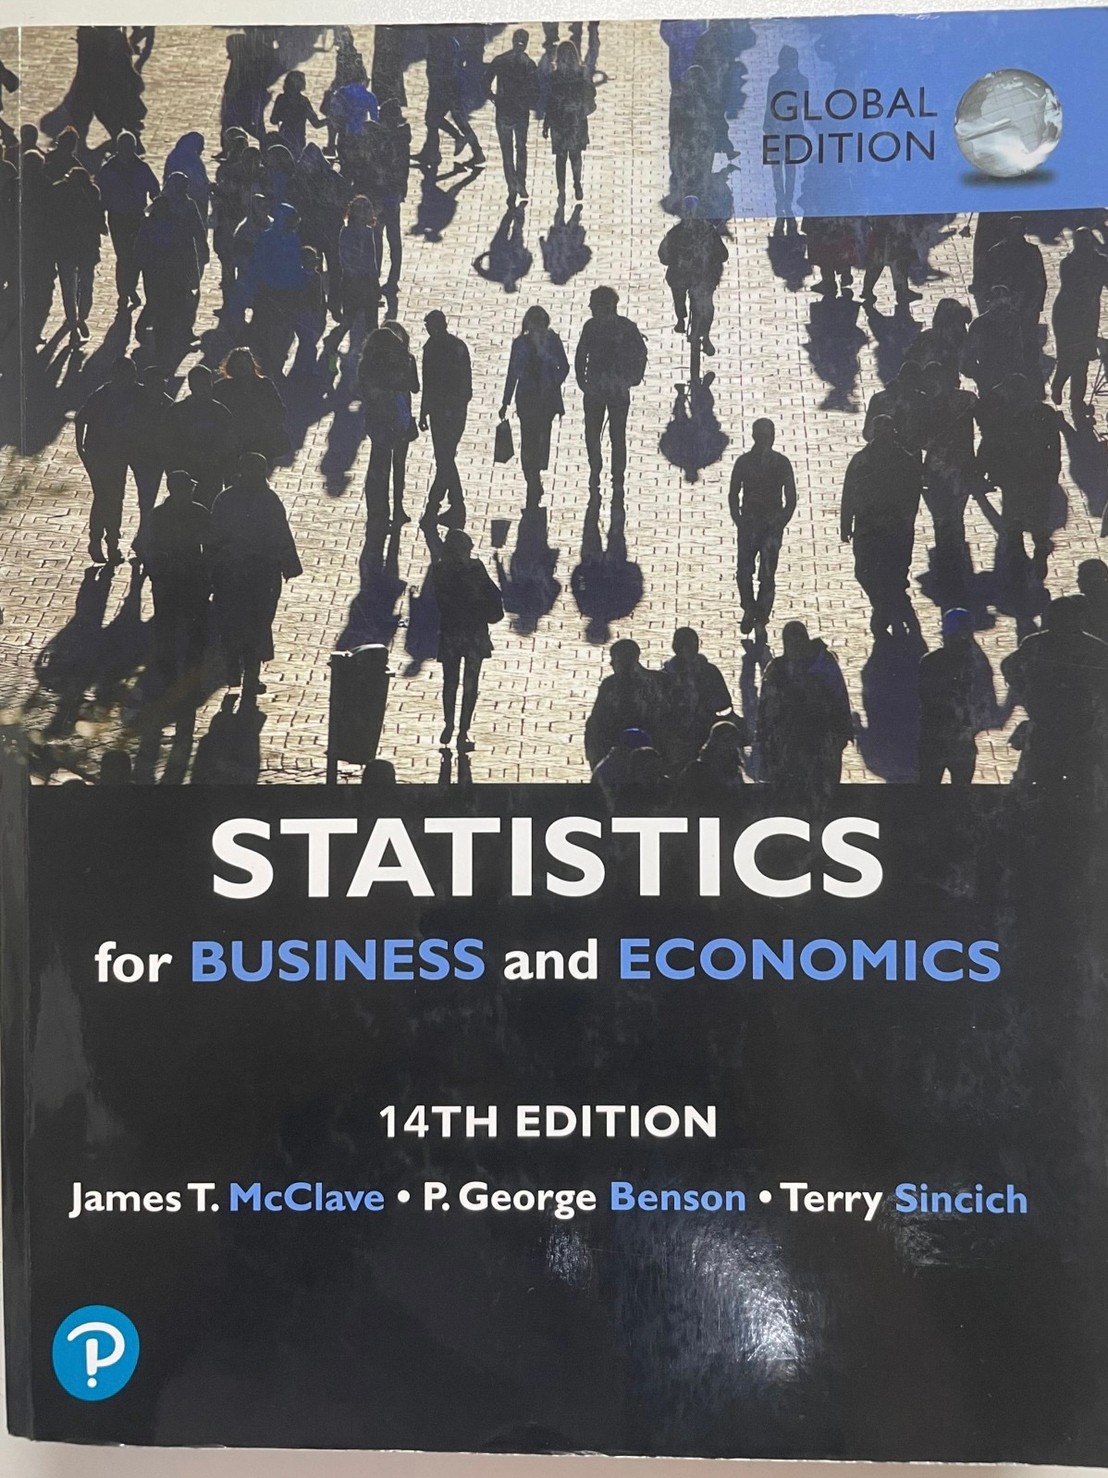 GLOBAL
EDITION
STATISTICS
for BUSINESS and ECONOMICS
14TH EDITION
James T. McClave • P. George Benson • Terry Sincich
P